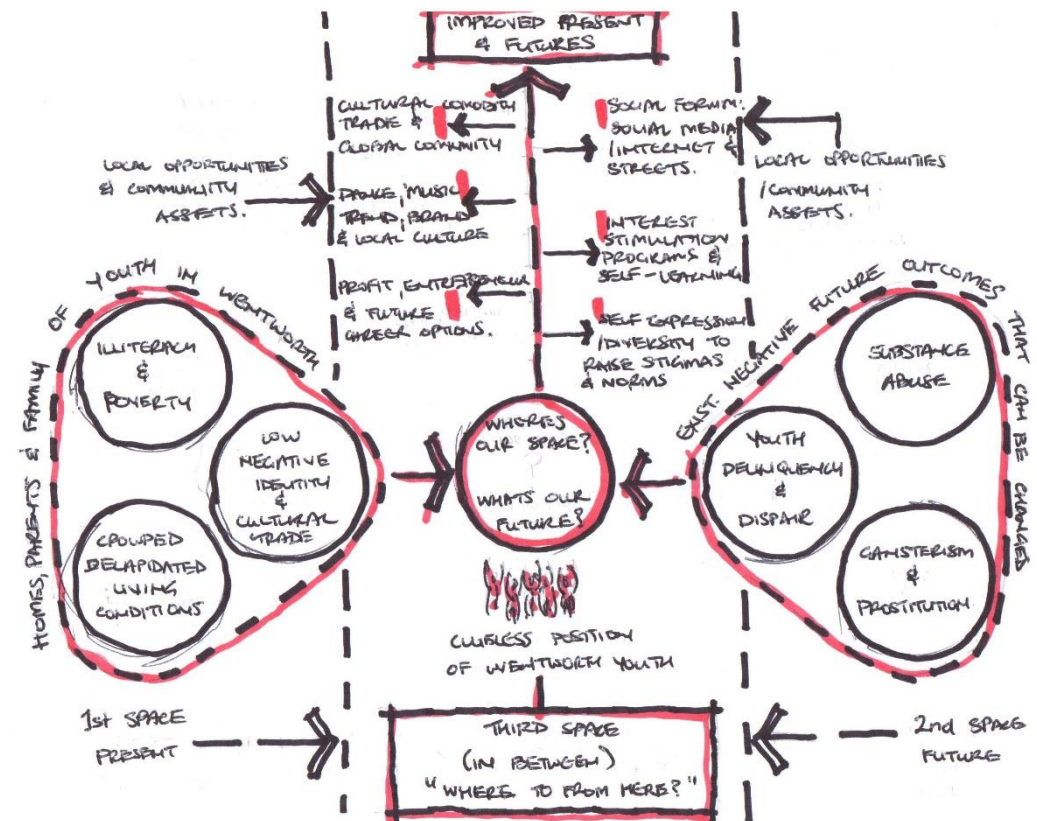 IMPROVED PRESENT
& FUTURES
CULTURAL COMODITY
TRADE &
GLOBAL COMMUNITY
DANCE, MUSIC
TREND, BRAND
& LOCAL CULTURE
PROFIT, ENTREPRENEUR
& FUTURE
CAREER OPTIONS.
SOCIAL FORUM:
SOCIAL MEDIA
/INTERNET &
STREETS.
INTEREST
STIMULATION
PROGRAMS &
SELF-LEARNING
SELF EXPRESSION
/DIVERSITY TO
RAISE STIGMAS
& NORMS
LOCAL OPPORTUNITIES
& COMMUNITY
ASSETS.
LOCAL OPPORTUNITIES
/COMMUNITY
ASSETS.
HOMES, PARENTS & FAMILY OF YOUTH IN WENTWORTH
ILLITERACY
&
POVERTY
LOW
NEGATIVE
IDENTITY
&
CULTURAL
TRADE
CROUPED
DELAPIDATED
LIVING
CONDITIONS
WHERES
OUR SPACE?
WHATS OUR
FUTURE?
EXIST. NEGATIVE FUTURE OUTCOMES THAT CAN BE CHANGED
SUBSTANCE
ABUSE
YOUTH
DELINQUENCY
&
DISPAIR
GANSTERISM
&
PROSTITUTION
CLUELESS POSITION
OF WENTWORTH YOUTH
1st SPACE
PRESENT
THIRD SPACE
(IN BETWEEN)
"WHERE TO FROM HERE?"
2nd SPACE
FUTURE